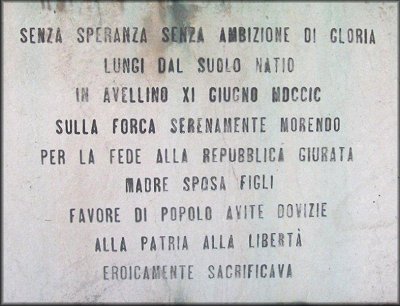 SENZA SPERANZA SENZA AMBIZIONE DI GLORIA
LUNGI DAL SUOLO NATIO
IN AVELLINO XI GIUGNO MDCCIC
SULLA FORCA SERENAMENTE MORENDO
PER LA FEDE ALLA REPUBBLICA GIURATA
MADRE SPOSA FIGLI
FAVORE DI POPOLO AVITE DOVIZIE
ALLA PATRIA ALLA LIBERTÀ
EROICAMENTE SACRIFICAVA